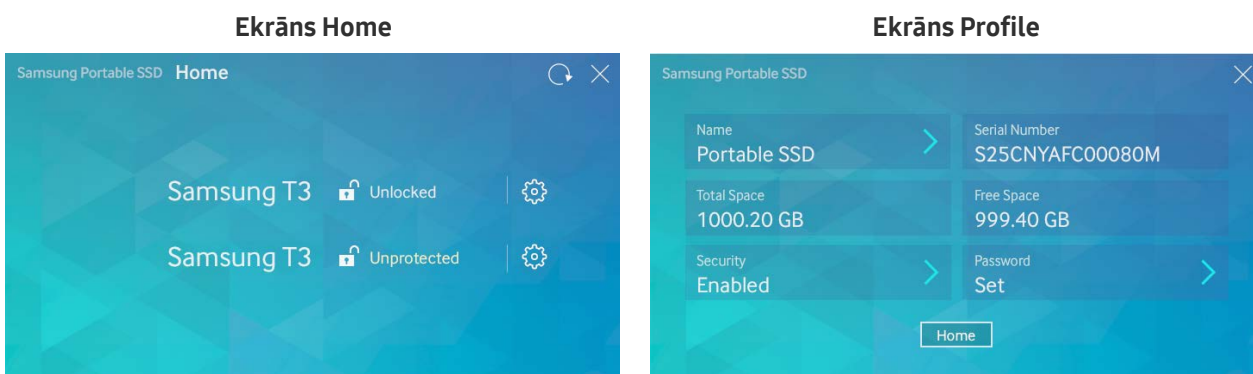 Ekrāns Home
Samsung Portable SSD Home
Samsung T3 Unlocked
Samsung T3 Unprotected
Ekrāns Profile
Samsung Portable SSD
Name
Portable SSD
Serial Number
S25CNYAFC00080M
Total Space
1000.20 GB
Free Space
999.40 GB
Security
Enabled
Password
Set
Home